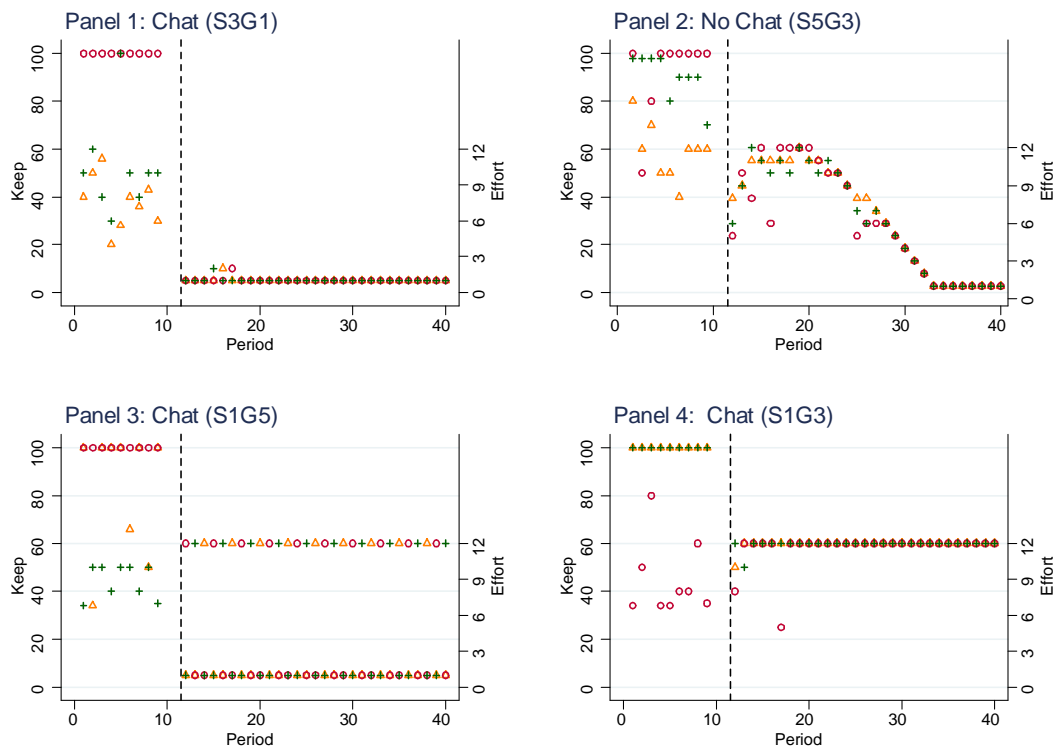 Panel 1: Chat (S3G1)
Keep
100
80
60
40
20
0
Effort
12
9
6
3
0
0 10 20 30 40
Period
Panel 2: No Chat (S5G3)
Keep
100
80
60
40
20
0
Effort
12
9
6
3
0
0 10 20 30 40
Period
Panel 3: Chat (S1G5)
Keep
100
80
60
40
20
0
Effort
12
9
6
3
0
0 10 20 30 40
Period
Panel 4: Chat (S1G3)
Keep
100
80
60
40
20
0
Effort
12
9
6
3
0
0 10 20 30 40
Period